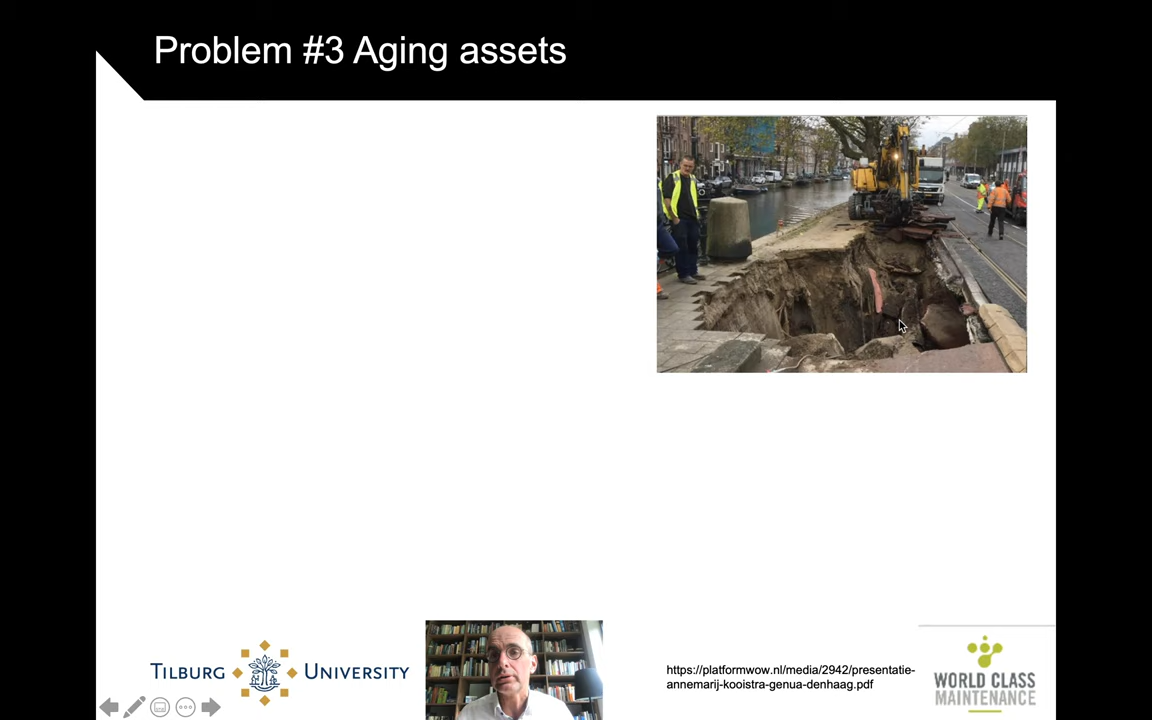 Problem #3 Aging assets
TILBURG UNIVERSITY
https://platformwow.nl/media/2942/presentatie-
annemarij-kooistra-genua-denhaag.pdf
WORLD CLASS
MAINTENANCE